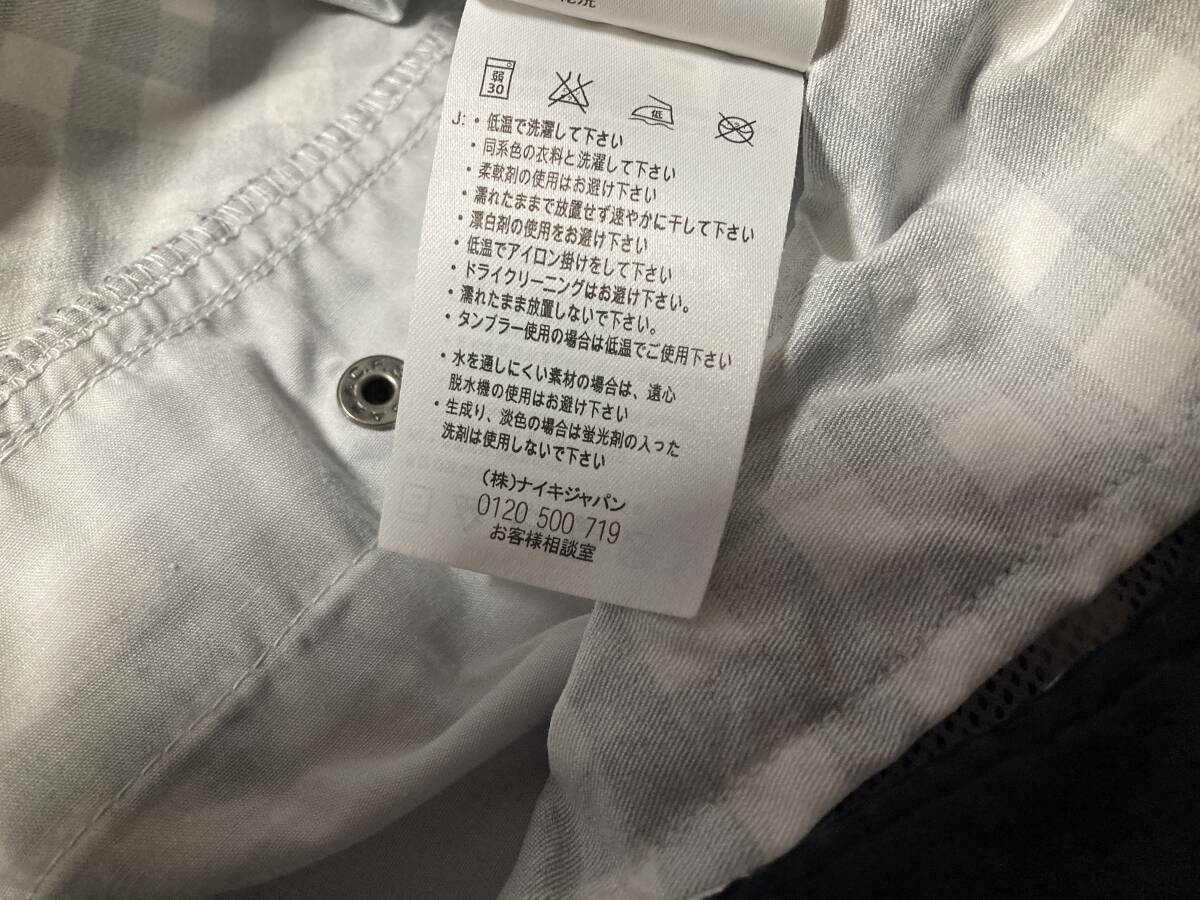 弱
30
低
J: ・低温で洗濯して下さい
・同系色の衣料と洗濯して下さい
・柔軟剤の使用はお避け下さい
・濡れたままで放置せず速やかに干して下さい
・漂白剤の使用をお避け下さい
・低温でアイロン掛けをして下さい
・ドライクリーニングはお避け下さい。
・濡れたまま放置しないで下さい。
・タンブラー使用の場合は低温でご使用下さい
・水を通しにくい素材の場合は、遠心
脱水機の使用はお避け下さい
・生成り、淡色の場合は蛍光剤の入った
洗剤は使用しないで下さい
(株)ナイキジャパン
0120 500 719
お客様相談室